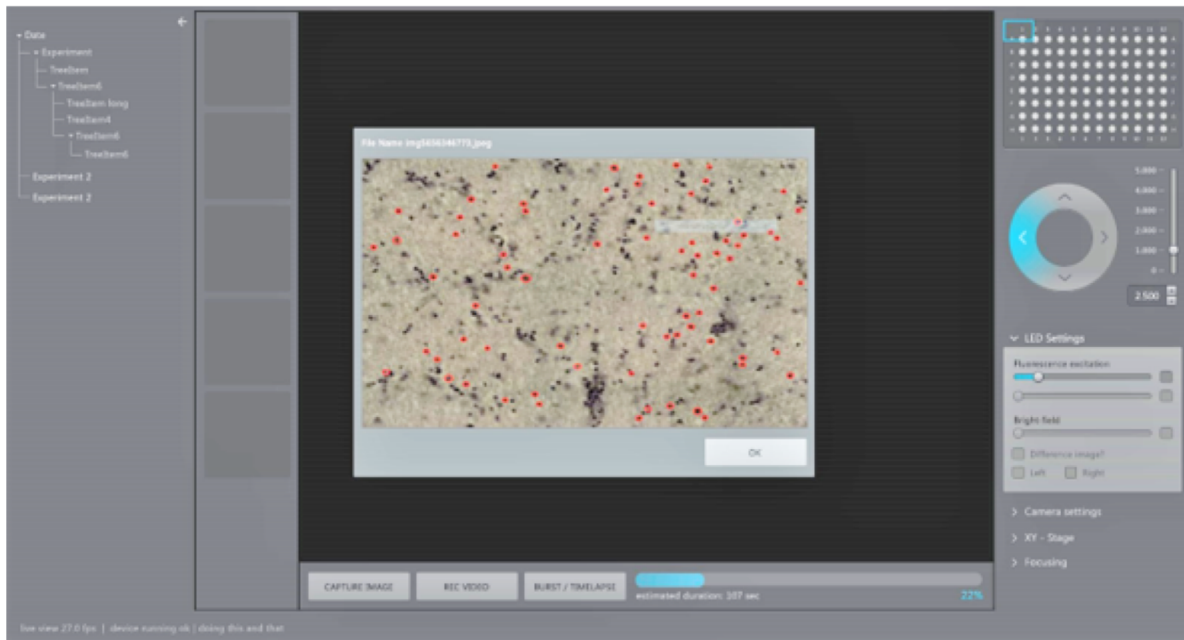 Date
Experiment
TreeItem
TreeItem6
TreeItem long
TreeItem4
TreeItem6
TreeItem6
Experiment 2
Experiment 2
File Name img5656346775.jpeg
OK
CAPTURE IMAGE
REC VIDEO
BURST / TIMELAPSE
estimated duration: 107 sec
22%
5.000
4.000
3.000
2.000
1.000
0
2.500
LED Settings
Fluorescence excitation
Bright field
Difference image?
Left
Right
Camera settings
XY - Stage
Focusing
live view 27.0 fps | device running ok | doing this and that